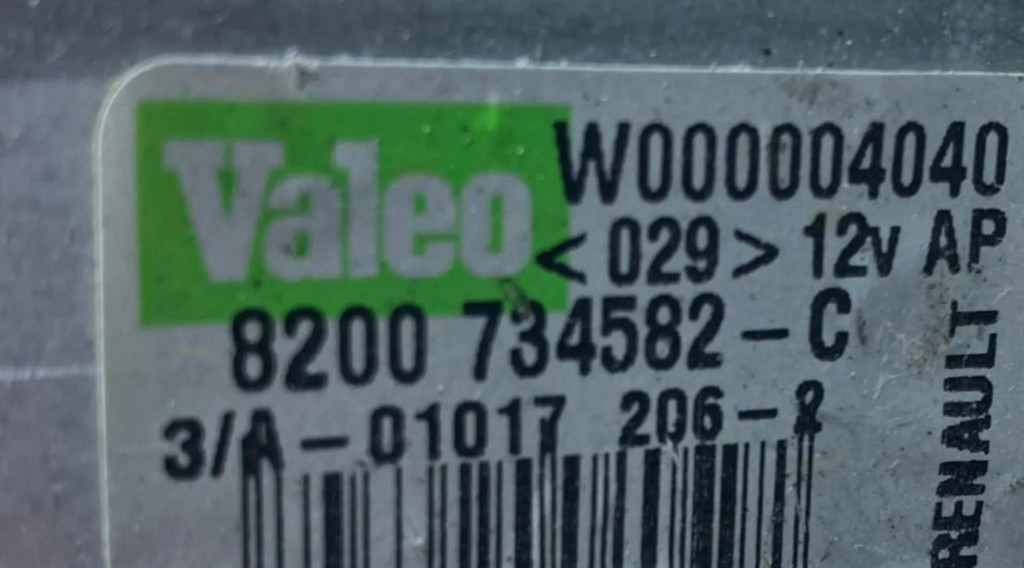 Valeo
W000004040
<029> 12v AP
8200 734582-C
3/A-01017 206-2
RENAULT